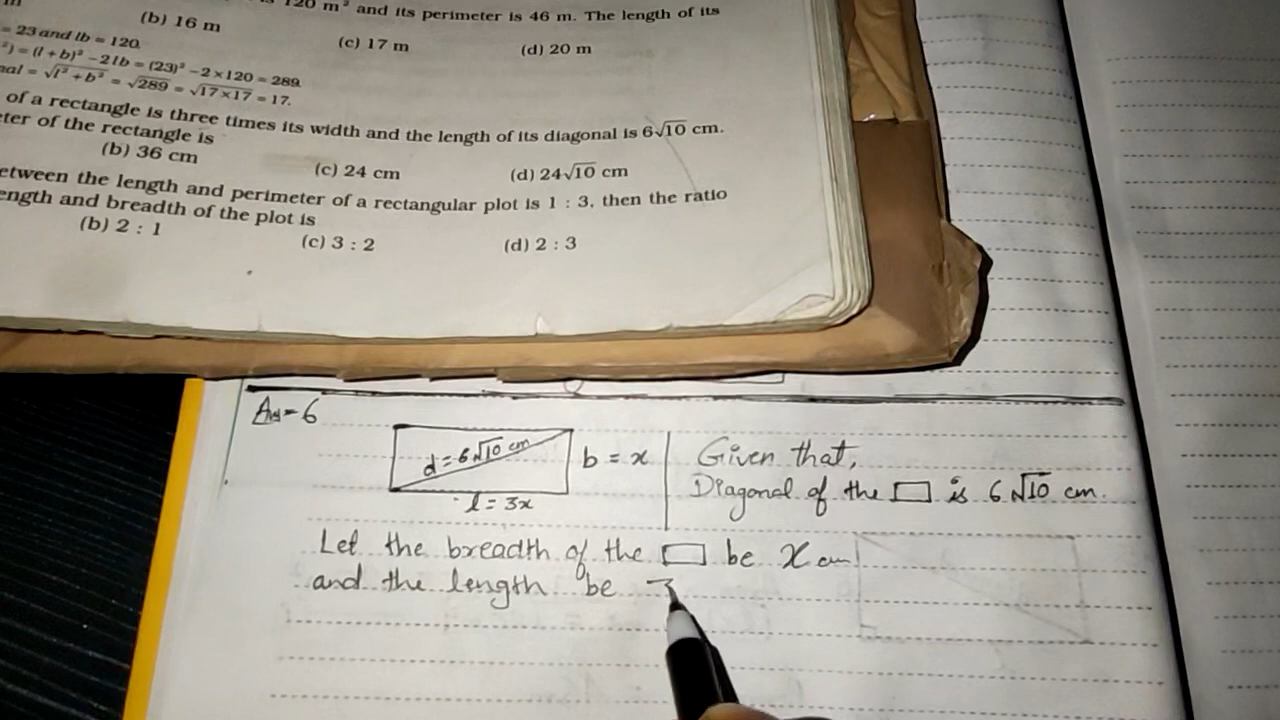 120 m² and its perimeter is 46 m. The length of its
(b) 16 m (c) 17 m (d) 20 m
= 23 and lb = 120.
²) = (l + b)² – 2lb = (23)² – 2 × 120 = 289.
nal = √l² + b² = √289 = √17 × 17 = 17.
of a rectangle is three times its width and the length of its diagonal is 6√10 cm.
ter of the rectangle is
(b) 36 cm (c) 24 cm (d) 24√10 cm
etween the length and perimeter of a rectangular plot is 1 : 3, then the ratio
ength and breadth of the plot is
(b) 2 : 1 (c) 3 : 2 (d) 2 : 3
Ans – 6
d = 6√10 cm
b = x
l = 3x
Given that,
Diagonal of the ▭ is 6√10 cm.
Let the breadth of the ▭ be x cm
and the length be 3